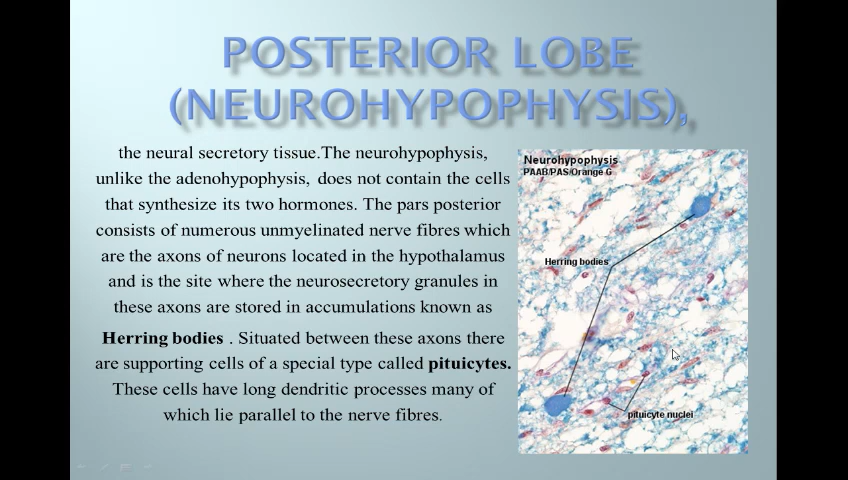 POSTERIOR LOBE
(NEUROHYPOPHYSIS),
the neural secretory tissue.The neurohypophysis,
unlike the adenohypophysis, does not contain the cells
that synthesize its two hormones. The pars posterior
consists of numerous unmyelinated nerve fibres which
are the axons of neurons located in the hypothalamus
and is the site where the neurosecretory granules in
these axons are stored in accumulations known as
Herring bodies . Situated between these axons there
are supporting cells of a special type called pituicytes.
These cells have long dendritic processes many of
which lie parallel to the nerve fibres.
Neurohypophysis
PAAB/PAS/Orange G
Herring bodies
pituicyte nuclei